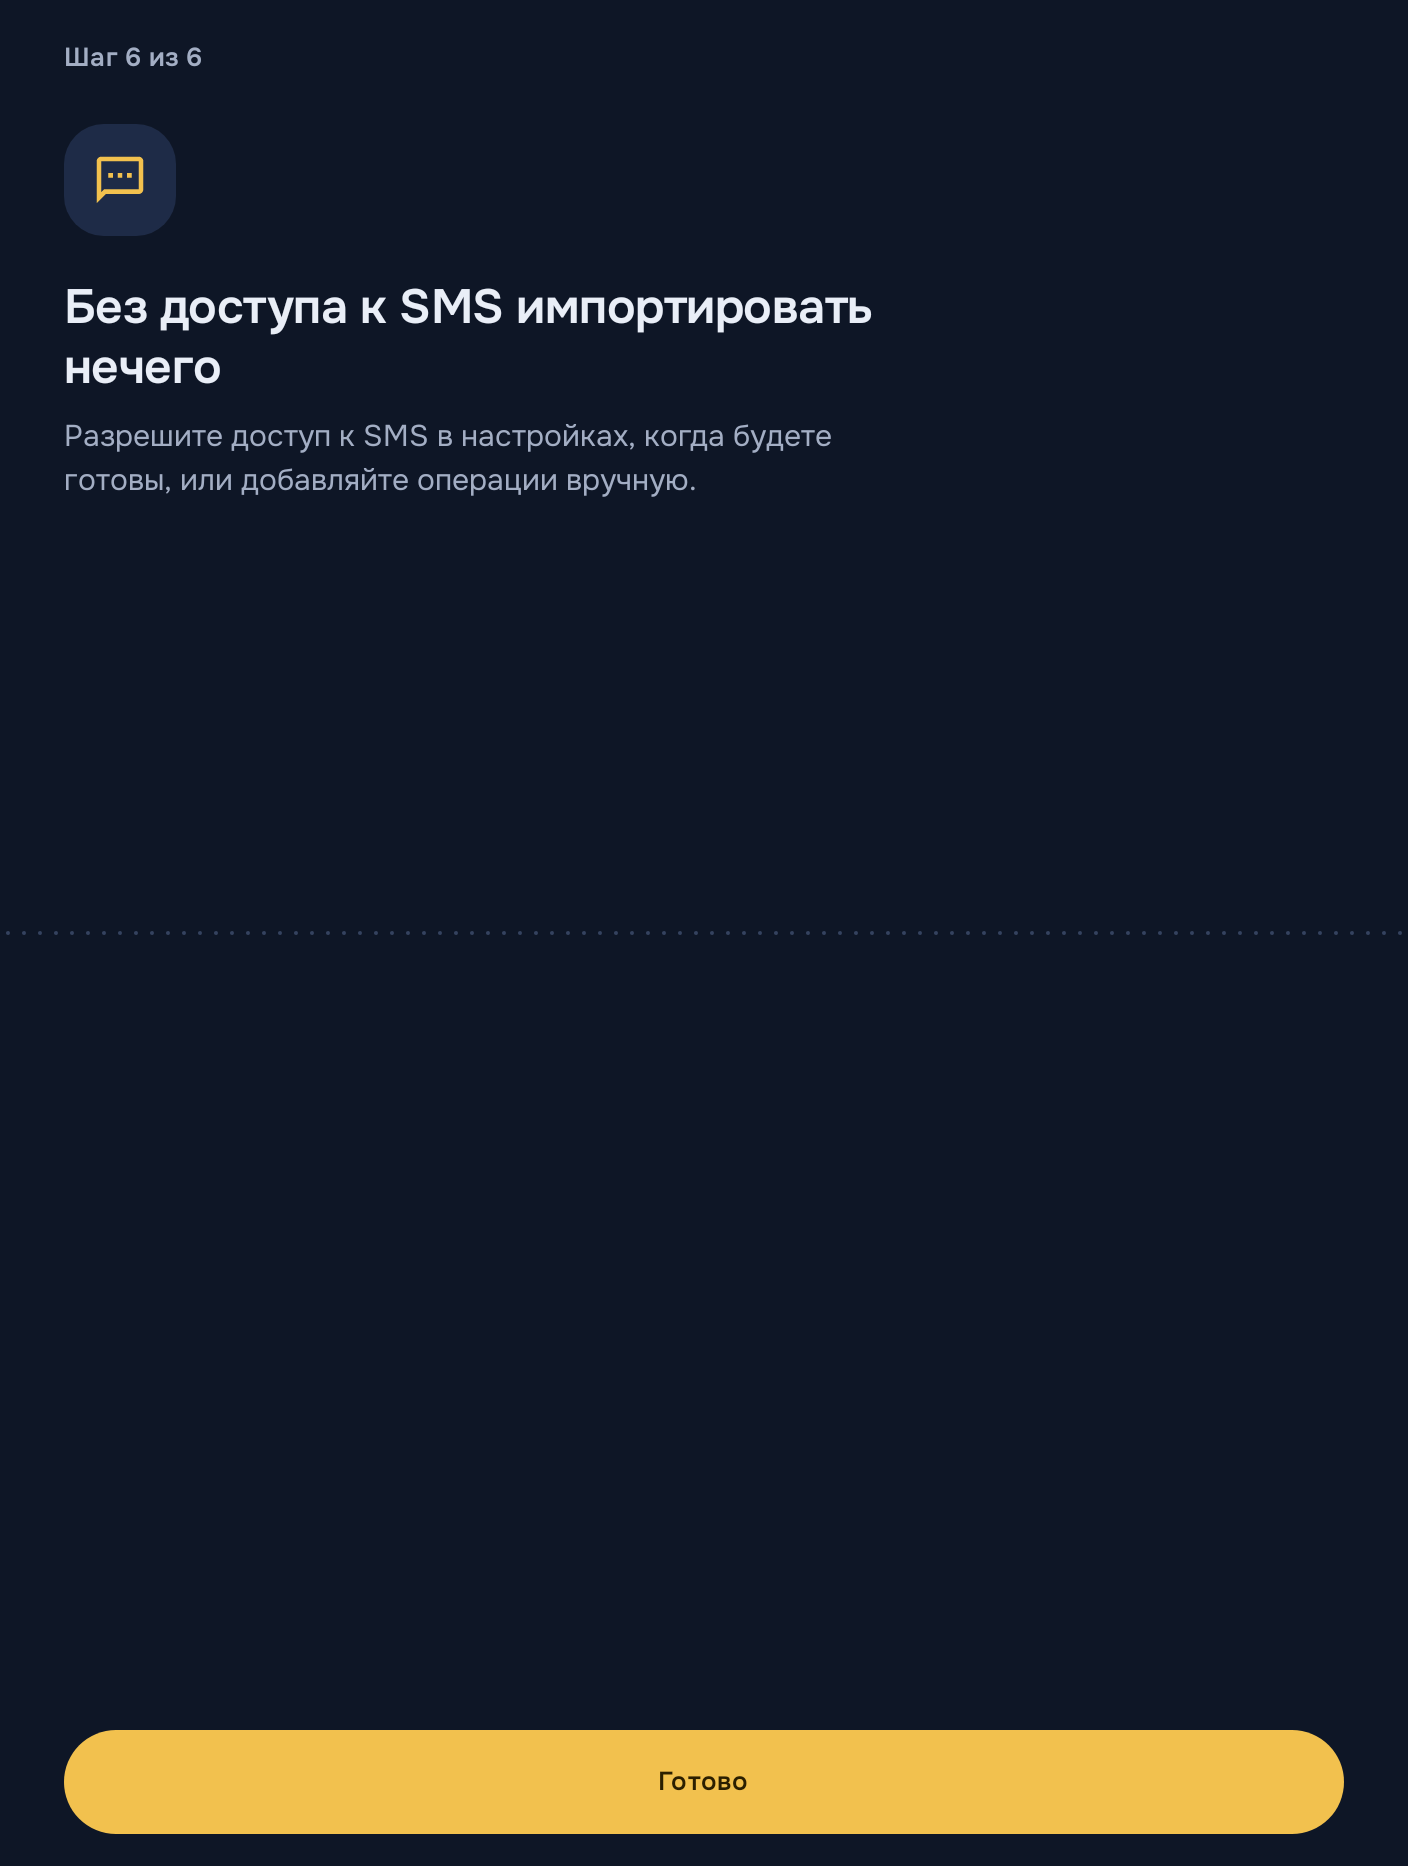 Шаг 6 из 6
Без доступа к SMS импортировать
нечего
Разрешите доступ к SMS в настройках, когда будете
готовы, или добавляйте операции вручную.
Готово